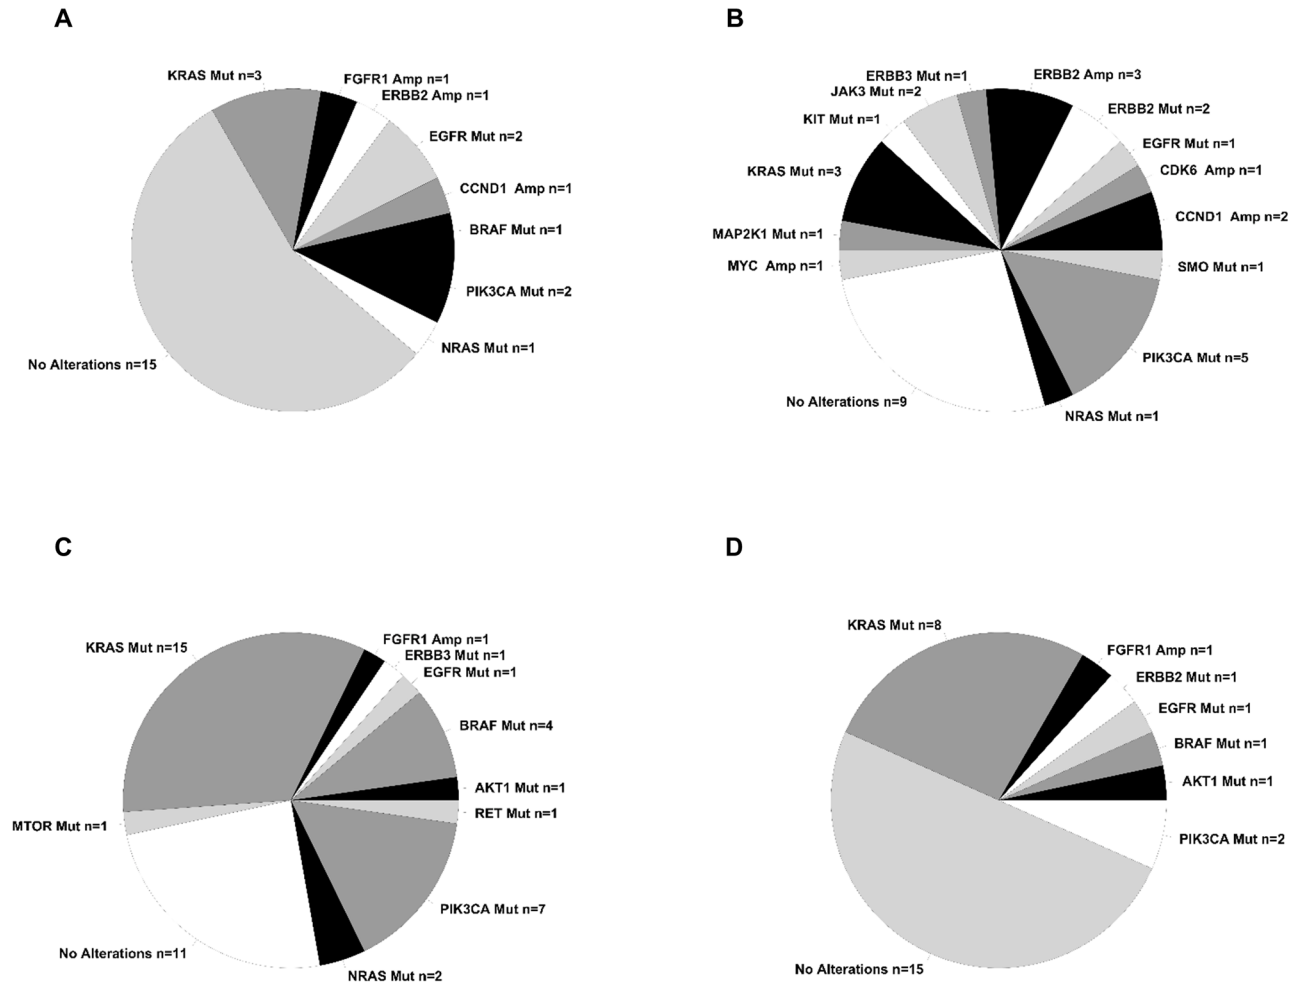 A
KRAS Mut n=3
FGFR1 Amp n=1
ERBB2 Amp n=1
EGFR Mut n=2
CCND1  Amp n=1
BRAF Mut n=1
PIK3CA Mut n=2
NRAS Mut n=1
No Alterations n=15
B
ERBB3 Mut n=1
ERBB2 Amp n=3
JAK3 Mut n=2
ERBB2 Mut n=2
KIT Mut n=1
EGFR Mut n=1
KRAS Mut n=3
CDK6  Amp n=1
CCND1  Amp n=2
MAP2K1 Mut n=1
MYC  Amp n=1
SMO Mut n=1
PIK3CA Mut n=5
No Alterations n=9
NRAS Mut n=1
C
KRAS Mut n=15
FGFR1 Amp n=1
ERBB3 Mut n=1
EGFR Mut n=1
BRAF Mut n=4
AKT1 Mut n=1
RET Mut n=1
MTOR Mut n=1
PIK3CA Mut n=7
No Alterations n=11
NRAS Mut n=2
D
KRAS Mut n=8
FGFR1 Amp n=1
ERBB2 Mut n=1
EGFR Mut n=1
BRAF Mut n=1
AKT1 Mut n=1
PIK3CA Mut n=2
No Alterations n=15